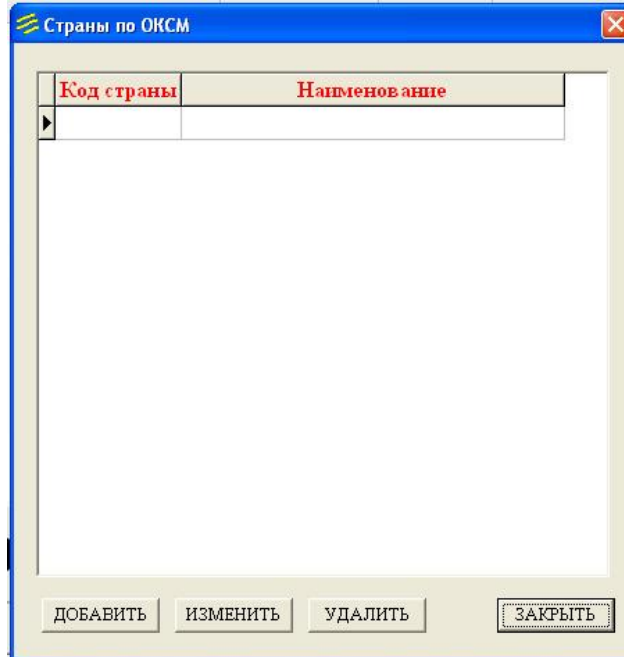 Страны по ОКСМ
Код страны Наименование
ДОБАВИТЬ ИЗМЕНИТЬ УДАЛИТЬ ЗАКРЫТЬ